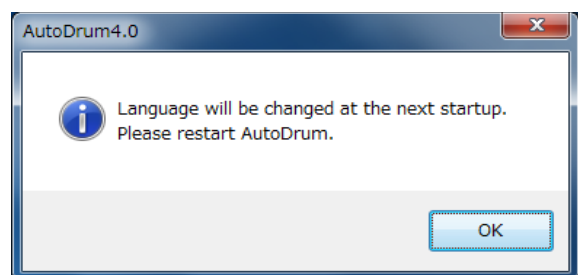 AutoDrum4.0
Language will be changed at the next startup.
Please restart AutoDrum.
OK